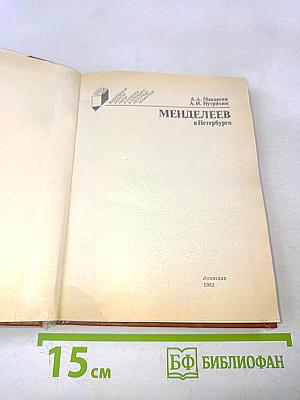 А. А. Макареня
А. И. Нутрихин
МЕНДЕЛЕЕВ
в Петербурге
Лениздат
1982
15 см
БФ БИБЛИОФАН